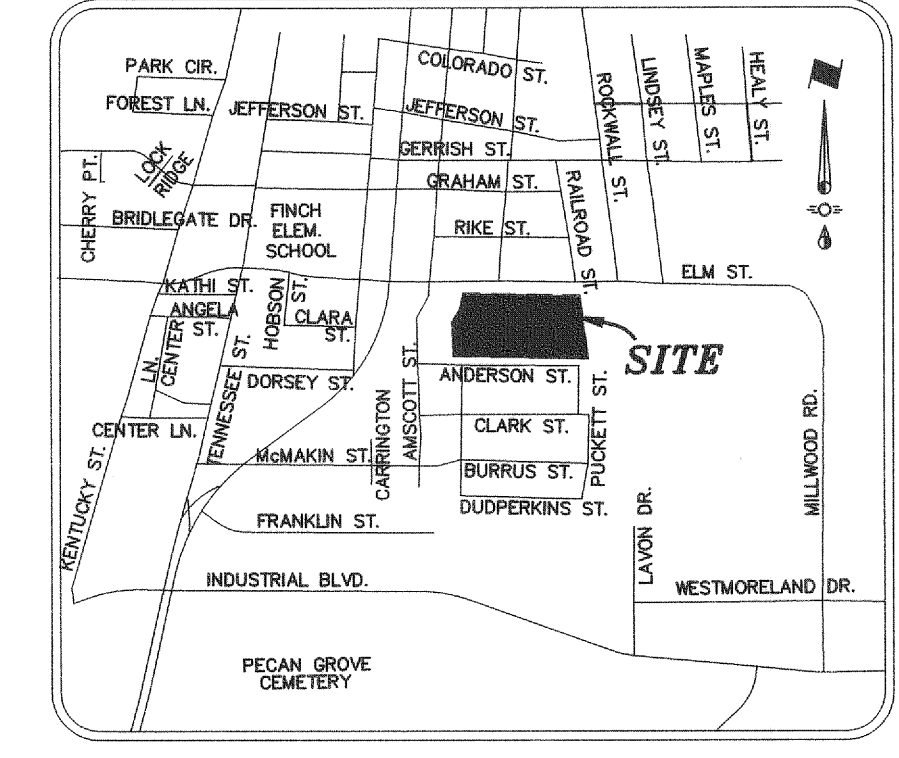 PARK CIR.
FOREST LN.
JEFFERSON ST.
COLORADO ST.
JEFFERSON ST.
ROCKWALL ST.
LINDSEY ST.
MAPLES ST.
HEALY ST.
GERRISH ST.
LOCK
RIDGE
CHERRY PT.
GRAHAM ST.
RAILROAD ST.
BRIDLEGATE DR.
FINCH
ELEM.
SCHOOL
RIKE ST.
ELM ST.
KATHI ST.
ANGELA
ST.
HOBSON
ST.
CLARA
ST.
CENTER
LN.
TENNESSEE ST.
DORSEY ST.
SITE
ANDERSON ST.
AMSCOTT ST.
CARRINGTON
CLARK ST.
PUCKETT ST.
MILLWOOD RD.
CENTER LN.
McMAKIN ST.
BURRUS ST.
DUDPERKINS ST.
KENTUCKY ST.
FRANKLIN ST.
LAVON DR.
INDUSTRIAL BLVD.
WESTMORELAND DR.
PECAN GROVE
CEMETERY